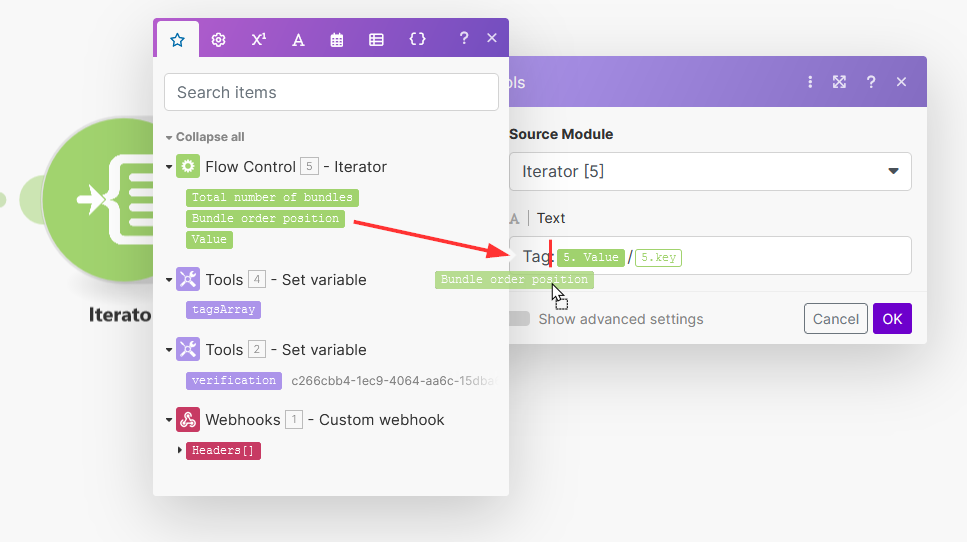 X¹ A {} ? ×
ols
? ×
Search items
Collapse all
Flow Control 5 - Iterator
Total number of bundles
Bundle order position
Value
Tools 4 - Set variable
tagsArray
Tools 2 - Set variable
verification c266cbb4-1ec9-4064-aa6c-15dba
Webhooks 1 - Custom webhook
Headers[]
Iterato
Source Module
Iterator [5]
A Text
Tag: 5. Value / 5.key
Bundle order position
Show advanced settings
Cancel OK